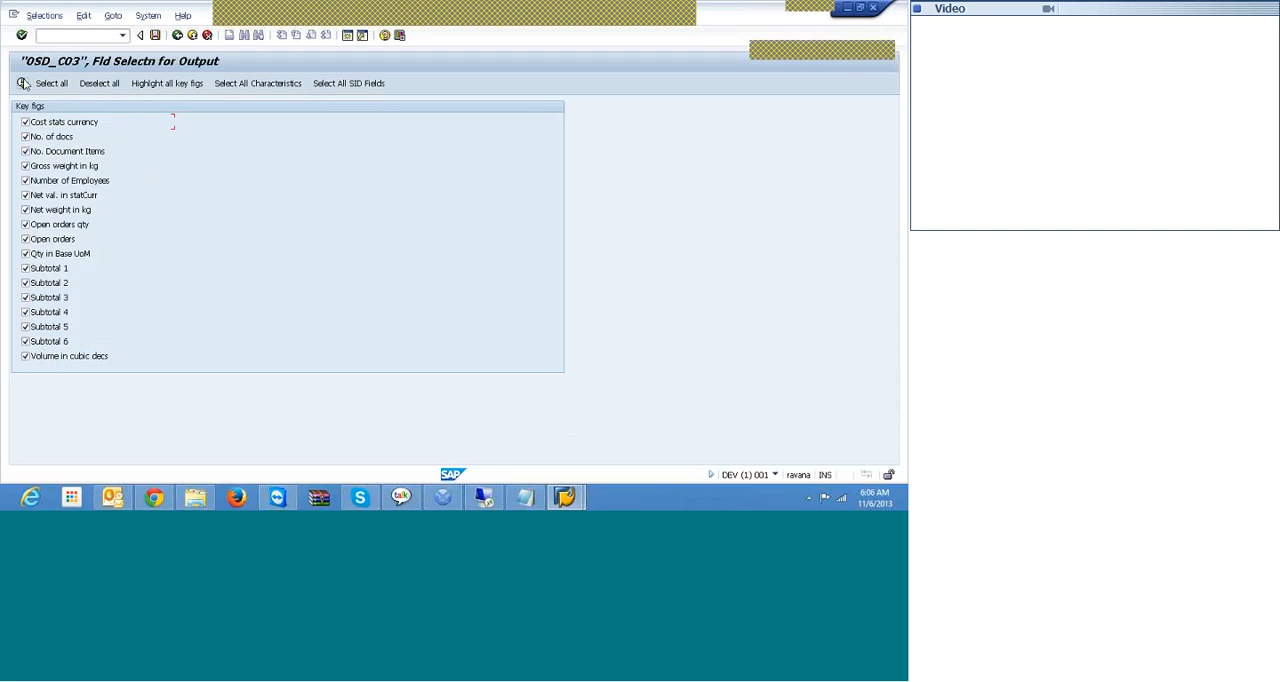 Selections Edit Goto System Help
Video
"0SD_C03", Fld Selectn for Output
Select all Deselect all Highlight all key figs Select All Characteristics Select All SID Fields
Key figs
Cost stats currency
No. of docs
No. Document Items
Gross weight in kg
Number of Employees
Net val. in statCurr
Net weight in kg
Open orders qty
Open orders
Qty in Base UoM
Subtotal 1
Subtotal 2
Subtotal 3
Subtotal 4
Subtotal 5
Subtotal 6
Volume in cubic decs
SAP
DEV (1) 001 ravana INS
talk
6:06 AM
11/6/2013